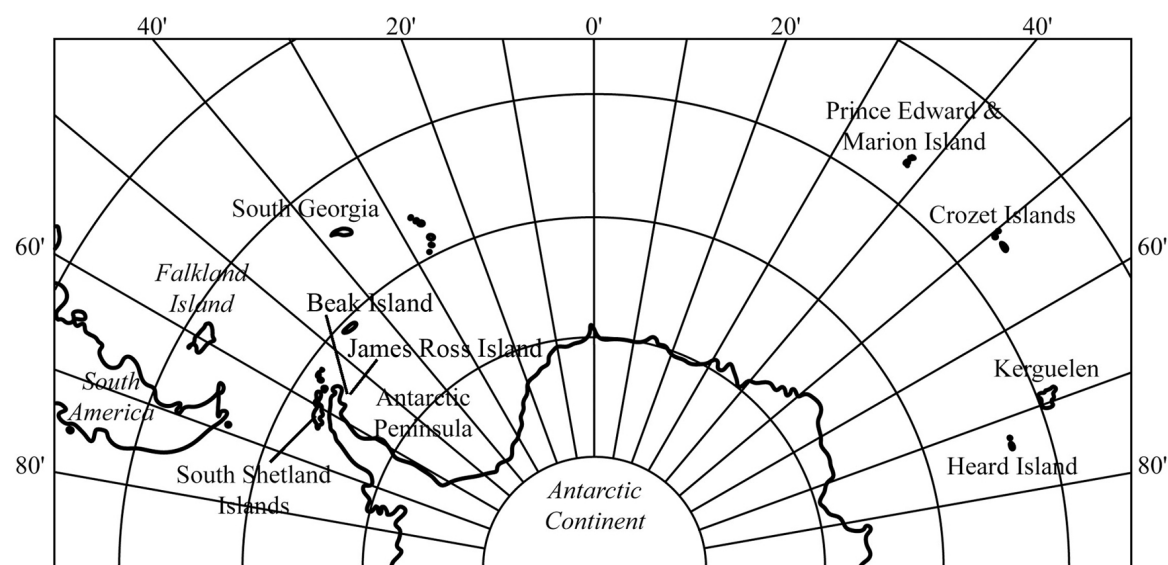 40' 20' 0' 20' 40'
Prince Edward &
Marion Island
South Georgia
Crozet Islands
60'
60'
Falkland
Island
Beak Island
James Ross Island
Kerguelen
South
America
Antarctic
Peninsula
80'
80'
South Shetland
Islands
Heard Island
Antarctic
Continent